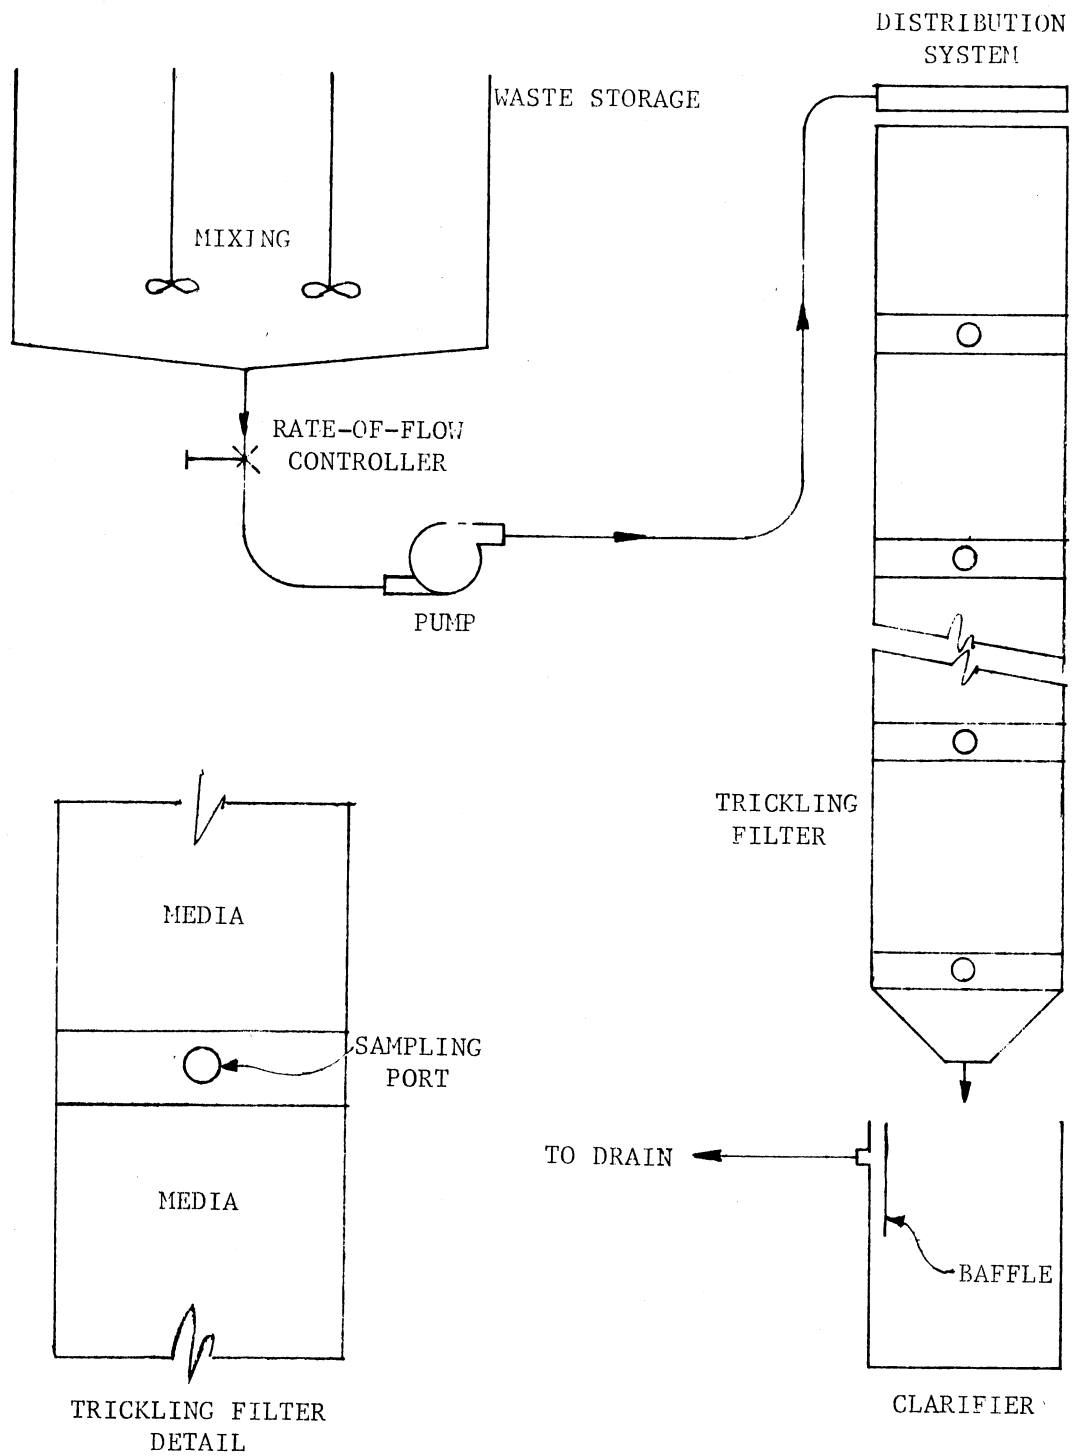 DISTRIBUTION
SYSTEM
WASTE STORAGE
MIXING
RATE-OF-FLOW
CONTROLLER
PUMP
TRICKLING
FILTER
MEDIA
SAMPLING
PORT
MEDIA
TO DRAIN
BAFFLE
CLARIFIER
TRICKLING FILTER
DETAIL